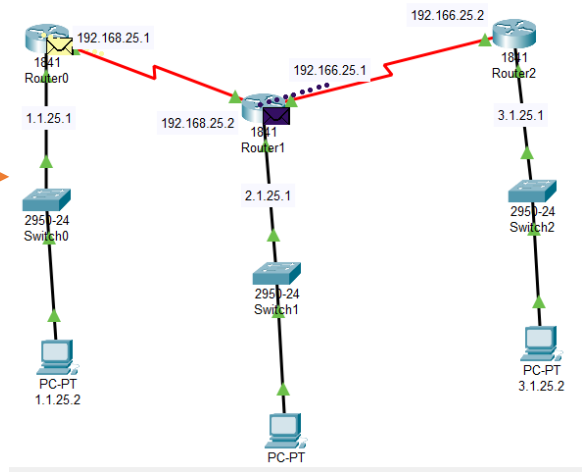 192.166.25.2
192.168.25.1
1841
Router0
1841
Router2
192.166.25.1
1.1.25.1
192.168.25.2
1841
Router1
3.1.25.1
2.1.25.1
2950-24
Switch0
2950-24
Switch2
2950-24
Switch1
PC-PT
1.1.25.2
PC-PT
3.1.25.2
PC-PT